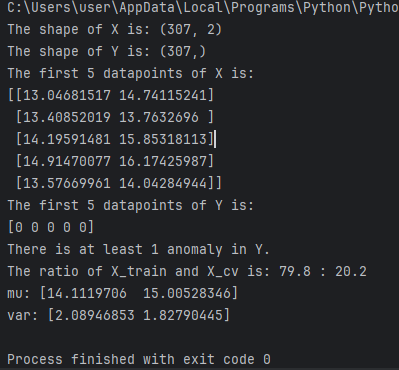 C:\Users\user\AppData\Local\Programs\Python\Pytho
The shape of X is: (307, 2)
The shape of Y is: (307,)
The first 5 datapoints of X is:
[[13.04681517 14.74115241]
 [13.40852019 13.7632696 ]
 [14.19591481 15.85318113]
 [14.91470077 16.17425987]
 [13.57669961 14.04284944]]
The first 5 datapoints of Y is:
[0 0 0 0 0]
There is at least 1 anomaly in Y.
The ratio of X_train and X_cv is: 79.8 : 20.2
mu: [14.1119706  15.00528346]
var: [2.08946853 1.82790445]
Process finished with exit code 0